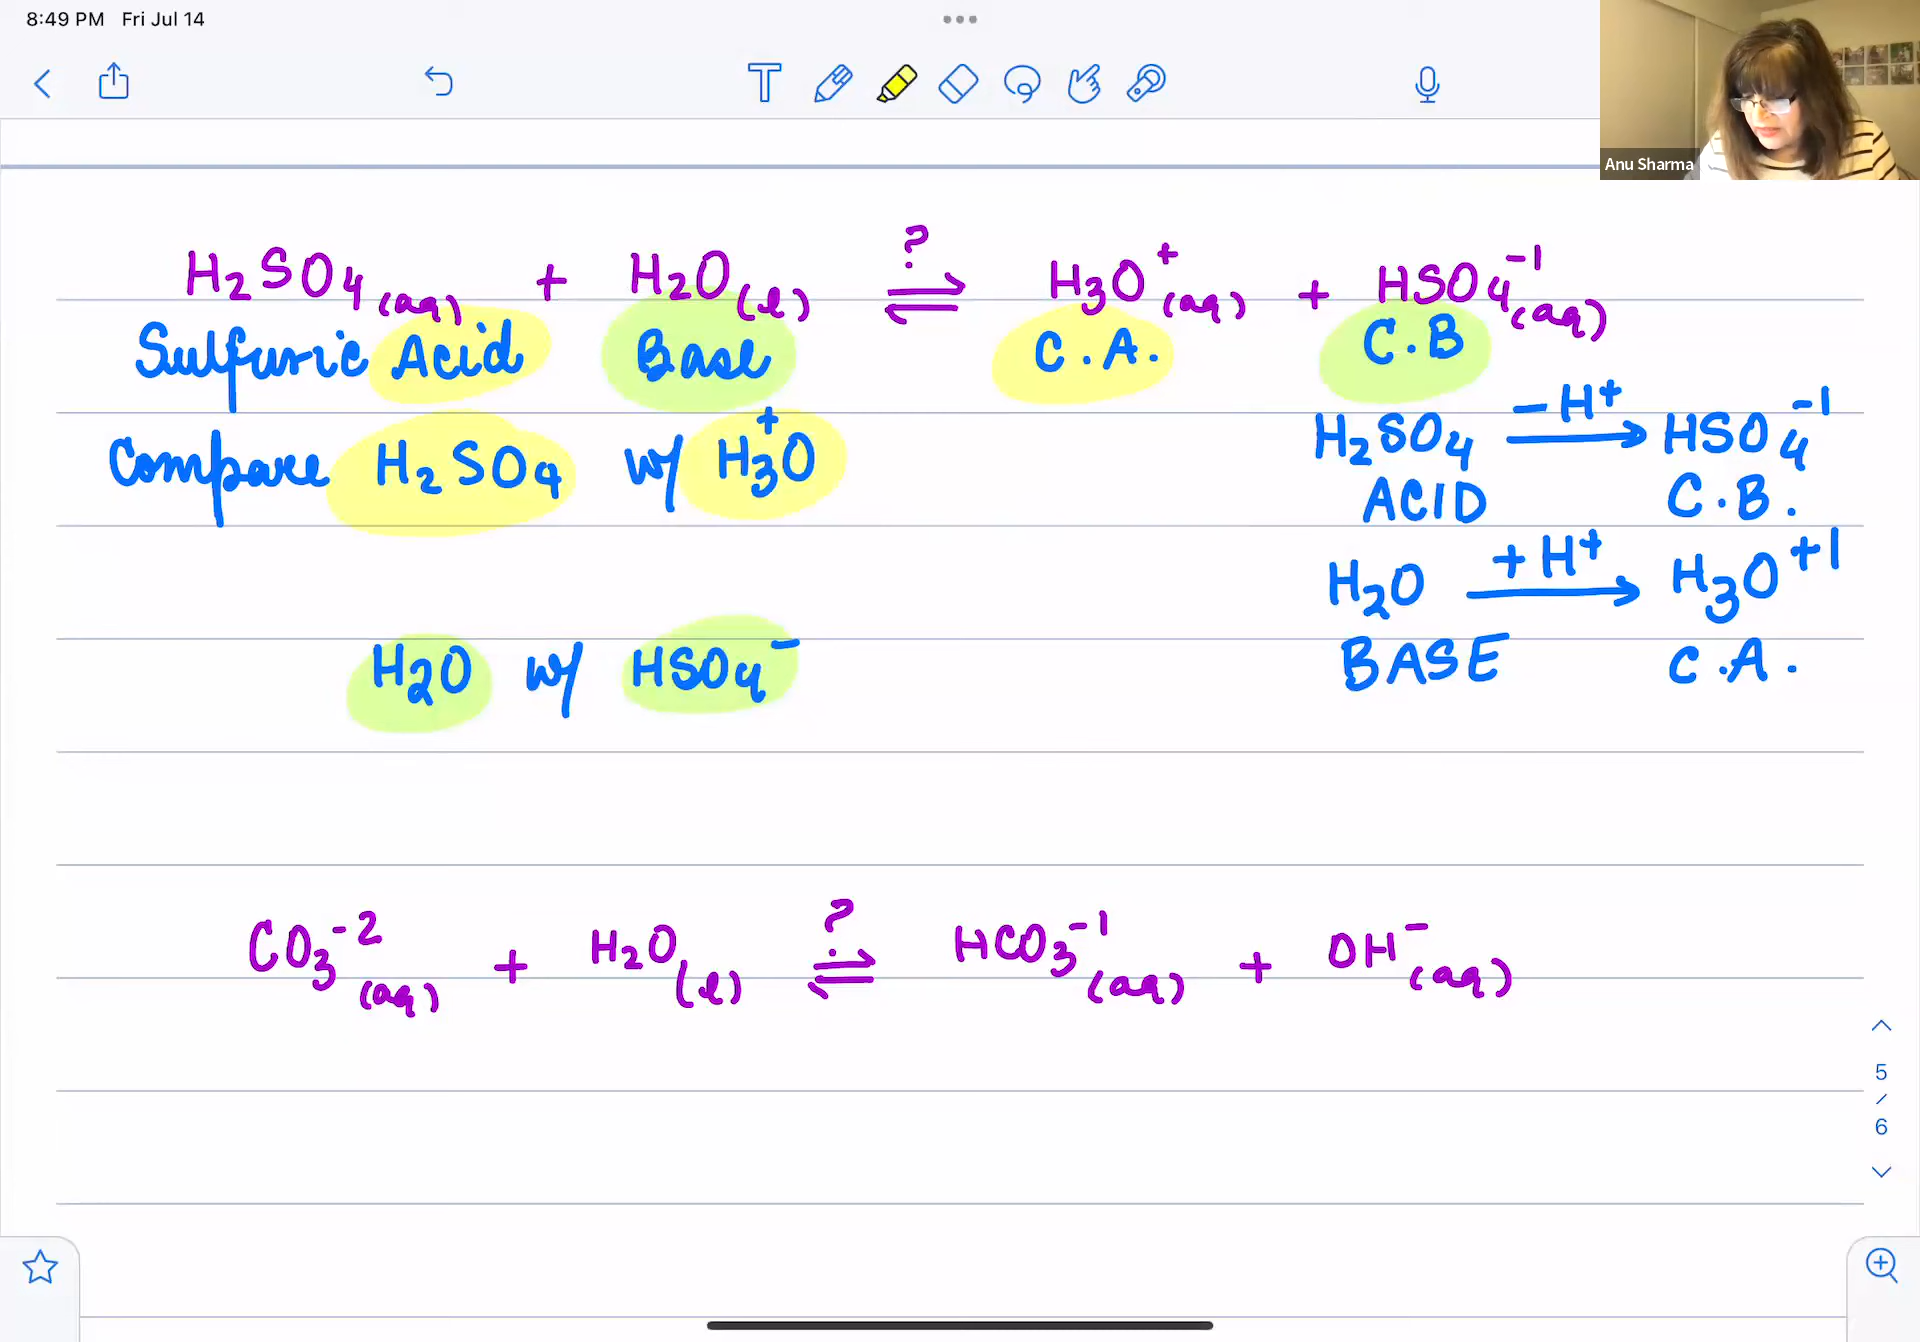 8:49 PM Fri Jul 14
Anu Sharma
H₂SO₄(aq) + H₂O(l) ?⇌ H₃O⁺(aq) + HSO₄⁻¹(aq)
Sulfuric Acid Base C.A. C.B
Compare H₂SO₄ w/ H₃⁺O
H₂SO₄ —H⁺→ HSO₄⁻¹
ACID C.B.
H₂O +H⁺→ H₃O⁺¹
BASE C.A.
H₂O w/ HSO₄⁻
CO₃⁻²(aq) + H₂O(l) ?⇌ HCO₃⁻¹(aq) + OH⁻(aq)
5
/
6